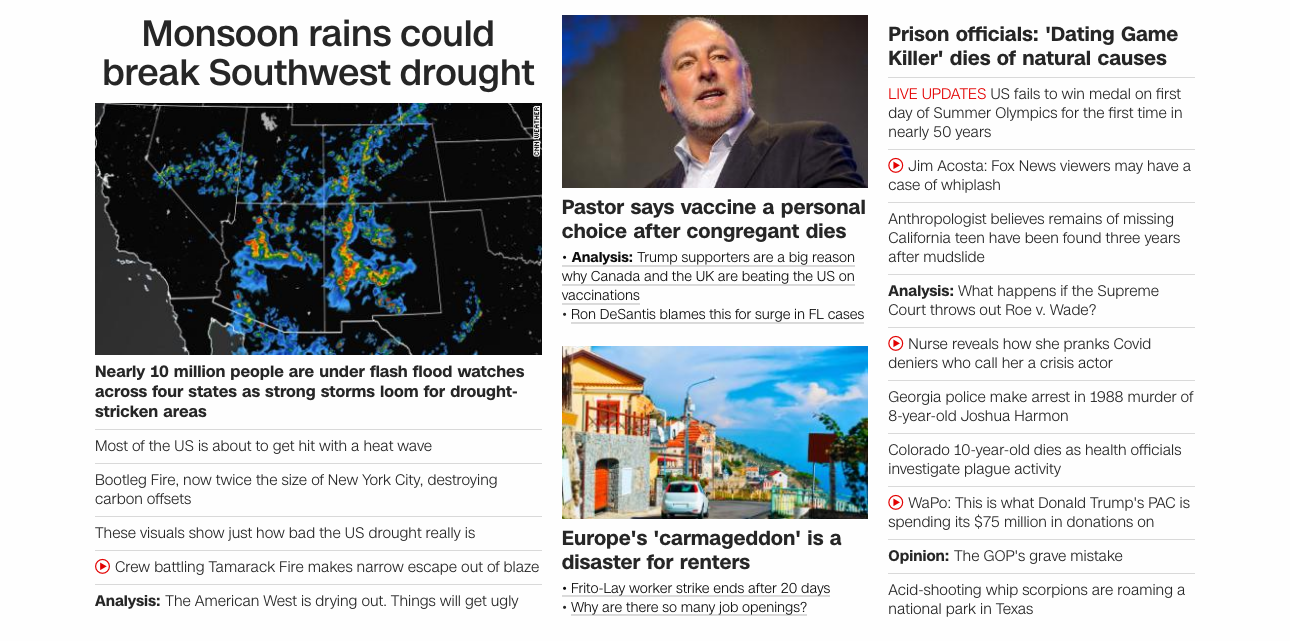 Monsoon rains could
break Southwest drought
CNN WEATHER
Nearly 10 million people are under flash flood watches
across four states as strong storms loom for drought-
stricken areas
Most of the US is about to get hit with a heat wave
Bootleg Fire, now twice the size of New York City, destroying
carbon offsets
These visuals show just how bad the US drought really is
Crew battling Tamarack Fire makes narrow escape out of blaze
Analysis: The American West is drying out. Things will get ugly
Pastor says vaccine a personal
choice after congregant dies
• Analysis: Trump supporters are a big reason
why Canada and the UK are beating the US on
vaccinations
• Ron DeSantis blames this for surge in FL cases
Europe's 'carmageddon' is a
disaster for renters
• Frito-Lay worker strike ends after 20 days
• Why are there so many job openings?
Prison officials: 'Dating Game
Killer' dies of natural causes
LIVE UPDATES US fails to win medal on first
day of Summer Olympics for the first time in
nearly 50 years
Jim Acosta: Fox News viewers may have a
case of whiplash
Anthropologist believes remains of missing
California teen have been found three years
after mudslide
Analysis: What happens if the Supreme
Court throws out Roe v. Wade?
Nurse reveals how she pranks Covid
deniers who call her a crisis actor
Georgia police make arrest in 1988 murder of
8-year-old Joshua Harmon
Colorado 10-year-old dies as health officials
investigate plague activity
WaPo: This is what Donald Trump's PAC is
spending its $75 million in donations on
Opinion: The GOP's grave mistake
Acid-shooting whip scorpions are roaming a
national park in Texas